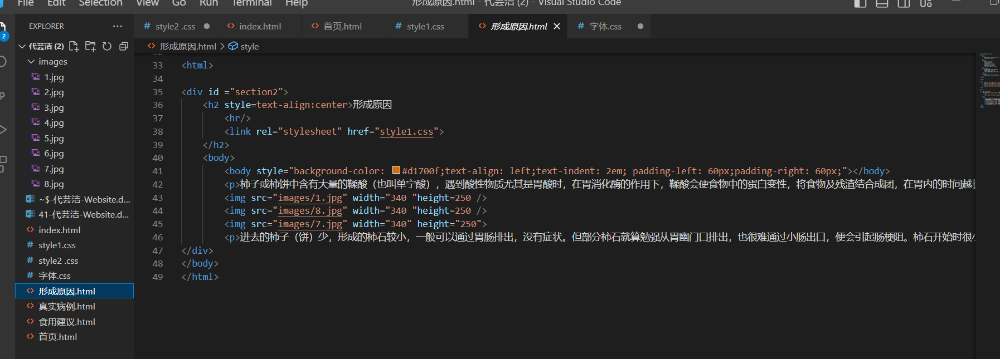 File Edit Selection View Go Run Terminal Help 形成原因.html - 代芸洁 (2) - Visual Studio Code
EXPLORER ···
style2 .css index.html 首页.html style1.css 形成原因.html 字体.css
2
代芸洁 (2)
形成原因.html > style
images
1.jpg
2.jpg
3.jpg
4.jpg
5.jpg
6.jpg
7.jpg
8.jpg
~$-代芸洁-Website.d...
41-代芸洁-Website.d...
index.html
style1.css
style2 .css
字体.css
形成原因.html
真实病例.html
食用建议.html
首页.html
33 <html>
34
35 <div id ="section2">
36 <h2 style=text-align:center>形成原因
37 <hr/>
38 <link rel="stylesheet" href="style1.css">
39 </h2>
40 <body>
41 <body style="background-color: #d1700f;text-align: left;text-indent: 2em; padding-left: 60px;padding-right: 60px;"></body>
42 <p>柿子或柿饼中含有大量的鞣酸（也叫单宁酸），遇到酸性物质尤其是胃酸时，在胃消化酶的作用下，鞣酸会使食物中的蛋白变性，将食物及残渣结合成团，在胃内的时间越
43 <img src="images/1.jpg" width="340 "height=250 />
44 <img src="images/8.jpg" width="340 "height=250 />
45 <img src="images/7.jpg" width="340" height="250">
46 <p>进去的柿子（饼）少，形成的柿石较小，一般可以通过胃肠排出，没有症状。但部分柿石就算勉强从胃幽门口排出，也很难通过小肠出口，便会引起肠梗阻。柿石开始时很
47 </div>
48 </body>
49 </html>